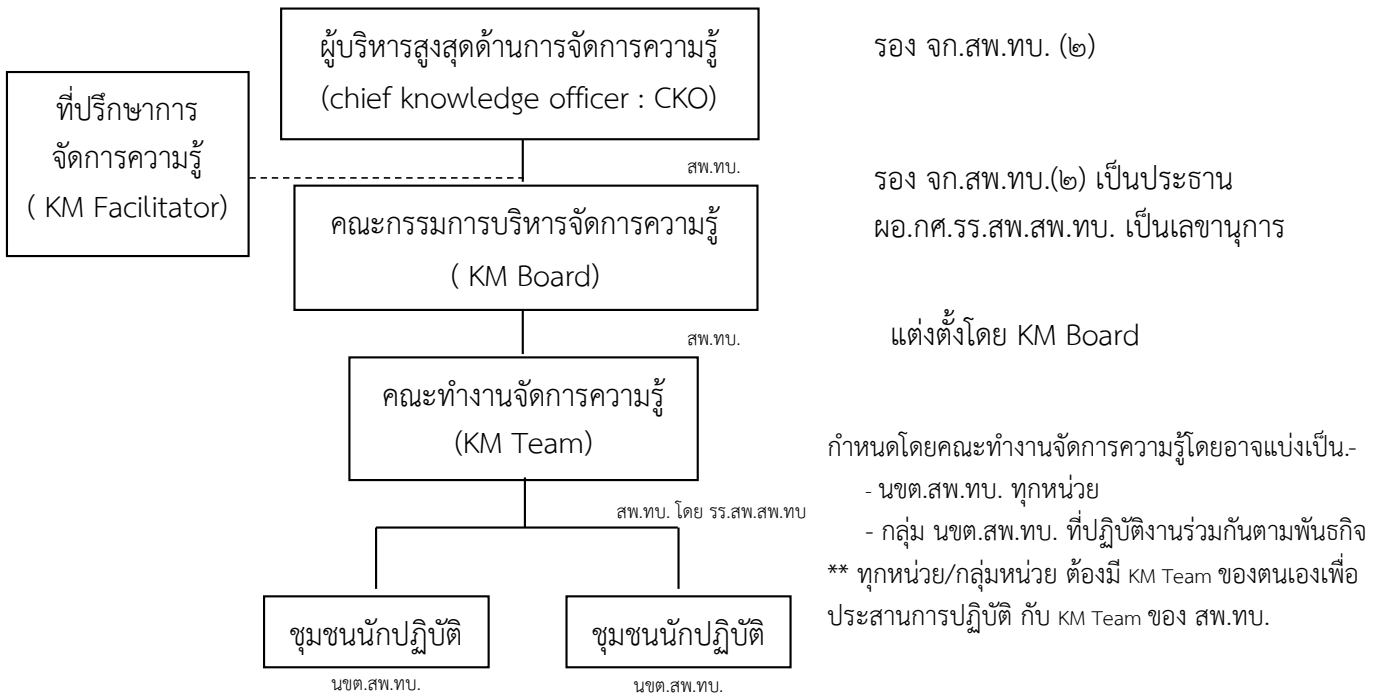 ผู้บริหารสูงสุดด้านการจัดการความรู้
(chief knowledge officer : CKO)
รอง จก.สพ.ทบ. (๒)
ที่ปรึกษาการ
จัดการความรู้
( KM Facilitator)
สพ.ทบ.
คณะกรรมการบริหารจัดการความรู้
( KM Board)
รอง จก.สพ.ทบ.(๒) เป็นประธาน
ผอ.กศ.รร.สพ.สพ.ทบ. เป็นเลขานุการ
สพ.ทบ.
แต่งตั้งโดย KM Board
คณะทำงานจัดการความรู้
(KM Team)
สพ.ทบ. โดย รร.สพ.สพ.ทบ
กำหนดโดยคณะทำงานจัดการความรู้โดยอาจแบ่งเป็น.-
- นขต.สพ.ทบ. ทุกหน่วย
- กลุ่ม นขต.สพ.ทบ. ที่ปฏิบัติงานร่วมกันตามพันธกิจ
** ทุกหน่วย/กลุ่มหน่วย ต้องมี KM Team ของตนเองเพื่อ
ประสานการปฏิบัติ กับ KM Team ของ สพ.ทบ.
ชุมชนนักปฏิบัติ
นขต.สพ.ทบ.
ชุมชนนักปฏิบัติ
นขต.สพ.ทบ.